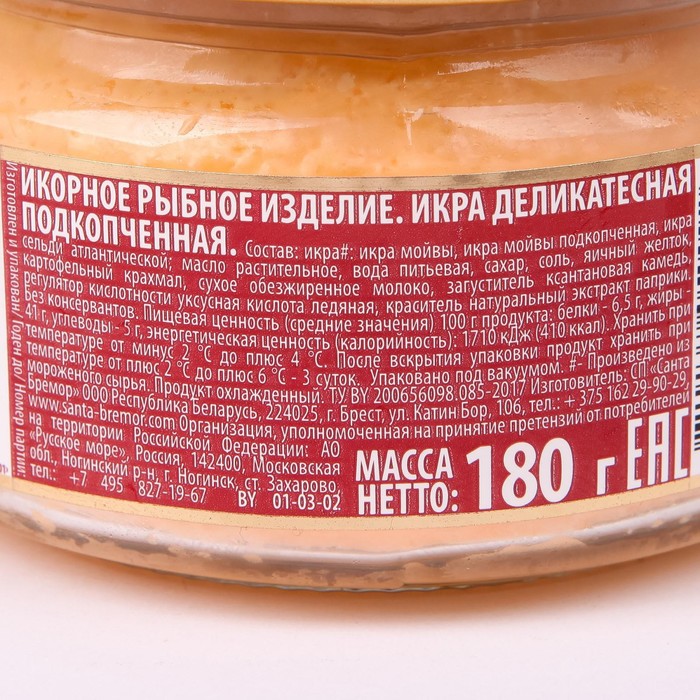 ИКОРНОЕ РЫБНОЕ ИЗДЕЛИЕ. ИКРА ДЕЛИКАТЕСНАЯ
ПОДКОПЧЕННАЯ. Состав: икра#: икра мойвы, икра мойвы подкопченная, икра
сельди атлантической; масло растительное, вода питьевая, сахар, соль, яичный желток,
картофельный крахмал, сухое обезжиренное молоко, загуститель ксантановая камедь,
регулятор кислотности уксусная кислота ледяная, краситель натуральный экстракт паприки.
Без консервантов. Пищевая ценность (средние значения) 100 г продукта: белки - 6,5 г, жиры -
41 г, углеводы - 5 г, энергетическая ценность (калорийность): 1710 кДж (410 ккал). Хранить при
температуре от минус 2 °С до плюс 4 °С. После вскрытия упаковки продукт хранить при
температуре от плюс 2 °С до плюс 6 °С - 3 суток. Упаковано под вакуумом. #- Произведено из
мороженого сырья. Продукт охлажденный. ТУ BY 200656098.085-2017 Изготовитель: СП «Санта
Бремор» ООО Республика Беларусь, 224025, г. Брест, ул. Катин Бор, 106, тел.: + 375 162 29-90-29,
www.santa-bremor.com Организация, уполномоченная на принятие претензий от потребителей
на территории Российской Федерации: АО
«Русское море», Россия, 142400, Московская
обл., Ногинский р-н, г. Ногинск, ст. Захарово,
тел.: +7 495 827-19-67 BY 01-03-02
МАССА
НЕТТО: 180 г ЕАС
Изготовлен и упакован: Годен до: Номер партии: